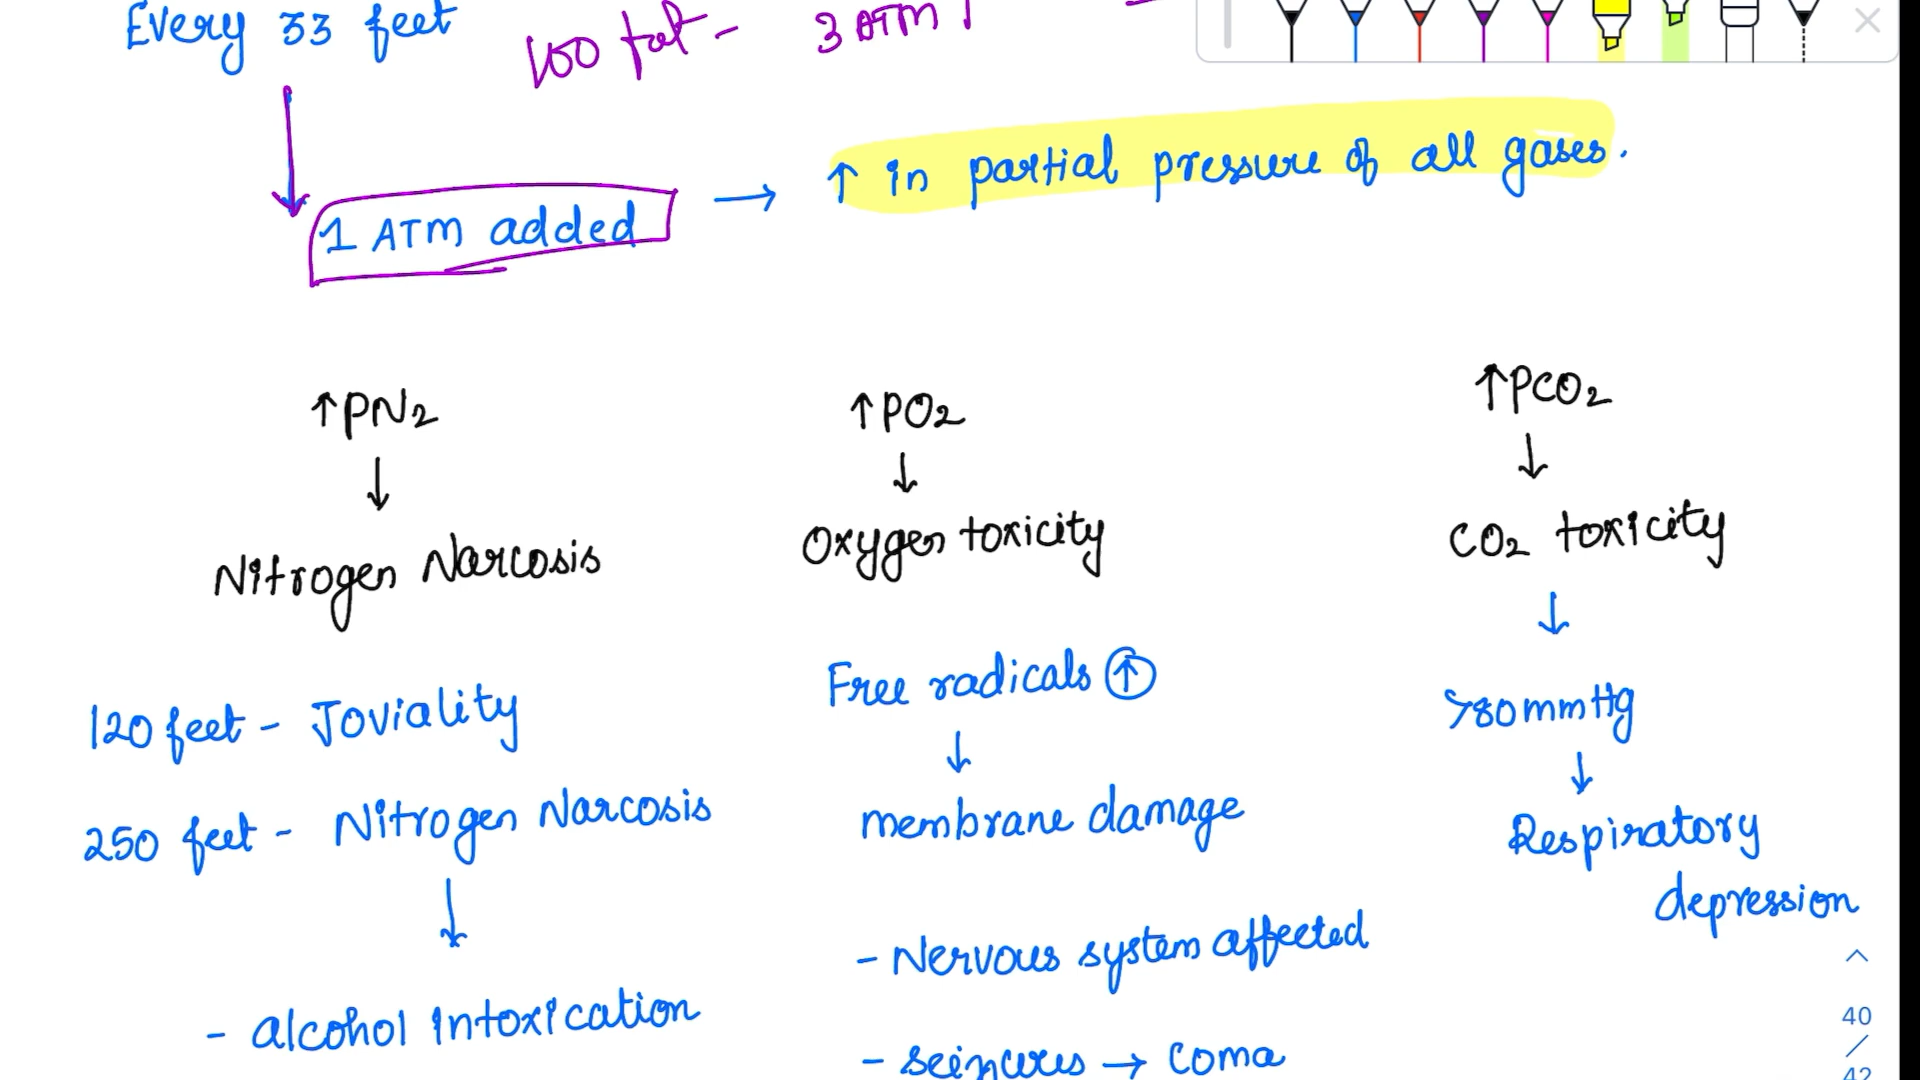 Every 33 feet
100 fat - 3 ATM ↑
1 ATM added → ↑ in partial pressure of all gases.
↑PN2
↓
Nitrogen Narcosis
120 feet - Joviality
250 feet - Nitrogen Narcosis
↓
- alcohol intoxication
↑PO2
↓
Oxygen toxicity
Free radicals ↑
↓
membrane damage
- Nervous system affected
- seizures → coma
↑PCO2
↓
CO2 toxicity
↓
>80mmHg
↓
Respiratory
depression
40
/
42